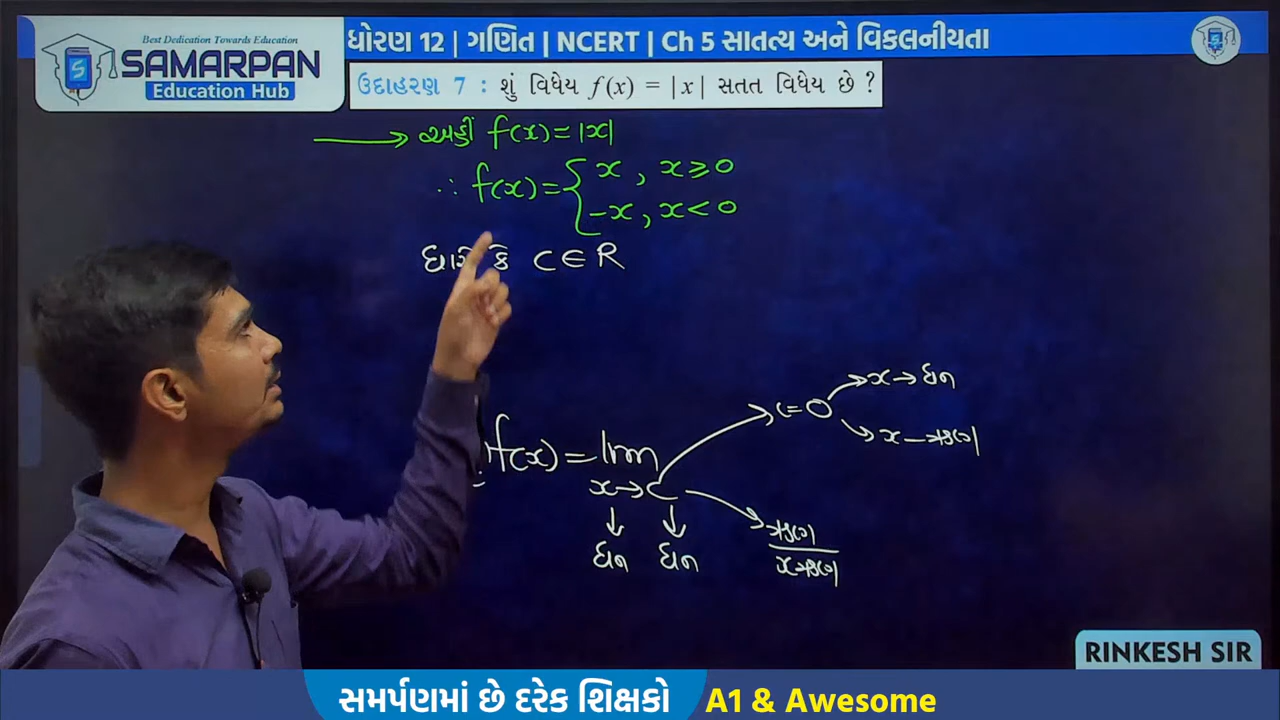 Best Dedication Towards Education
SAMARPAN
Education Hub
ધોરણ 12 | ગણિત | NCERT | Ch 5 સાતત્ય અને વિકલનીયતા
ઉદાહરણ 7 : શું વિધેય f(x) = |x| સતત વિધેય છે ?
અહીં f(x)=|x|
∴ f(x)={ x , x≥0
-x , x<0
ધારો કે C∈R
x→ધન
c=0
x→ઋણ
f(x)=lim
x→C
ઋણ
ધન ધન
x→ઋણ
RINKESH SIR
સમર્પણમાં છે દરેક શિક્ષકો A1 & Awesome